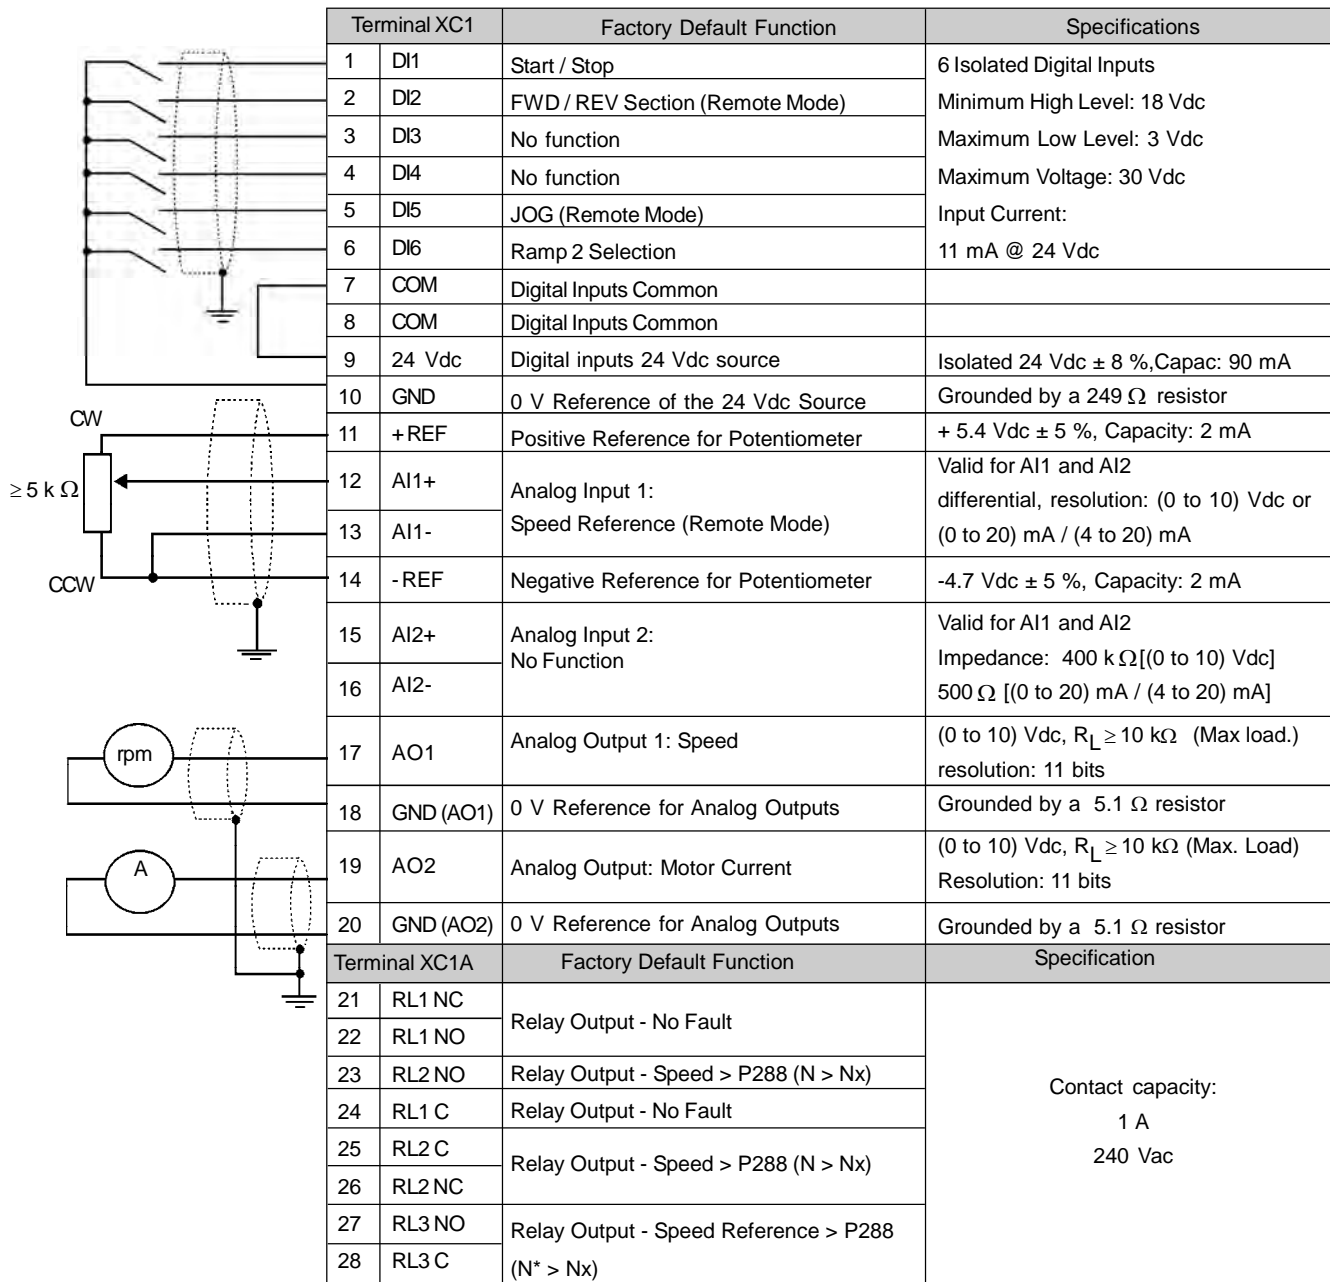 Terminal XC1 Factory Default Function Specifications
1 DI1 Start / Stop 6 Isolated Digital Inputs
2 DI2 FWD / REV Section (Remote Mode) Minimum High Level: 18 Vdc
3 DI3 No function Maximum Low Level: 3 Vdc
4 DI4 No function Maximum Voltage: 30 Vdc
5 DI5 JOG (Remote Mode) Input Current:
6 DI6 Ramp 2 Selection 11 mA @ 24 Vdc
7 COM Digital Inputs Common
8 COM Digital Inputs Common
9 24 Vdc Digital inputs 24 Vdc source Isolated 24 Vdc ± 8 %,Capac: 90 mA
10 GND 0 V Reference of the 24 Vdc Source Grounded by a 249 Ω resistor
CW
11 +REF Positive Reference for Potentiometer + 5.4 Vdc ± 5 %, Capacity: 2 mA
≥ 5 k Ω
12 AI1+ Analog Input 1: Valid for AI1 and AI2
differential, resolution: (0 to 10) Vdc or
13 AI1- Speed Reference (Remote Mode) (0 to 20) mA / (4 to 20) mA
CCW
14 -REF Negative Reference for Potentiometer -4.7 Vdc ± 5 %, Capacity: 2 mA
15 AI2+ Analog Input 2: Valid for AI1 and AI2
No Function Impedance: 400 k Ω [(0 to 10) Vdc]
16 AI2- 500 Ω [(0 to 20) mA / (4 to 20) mA]
rpm
17 AO1 Analog Output 1: Speed (0 to 10) Vdc, RL ≥ 10 kΩ (Max load.)
resolution: 11 bits
18 GND (AO1) 0 V Reference for Analog Outputs Grounded by a 5.1 Ω resistor
A
19 AO2 Analog Output: Motor Current (0 to 10) Vdc, RL ≥ 10 kΩ (Max. Load)
Resolution: 11 bits
20 GND (AO2) 0 V Reference for Analog Outputs Grounded by a 5.1 Ω resistor
Terminal XC1A Factory Default Function Specification
21 RL1 NC
Relay Output - No Fault
22 RL1 NO
23 RL2 NO Relay Output - Speed > P288 (N > Nx)
Contact capacity:
24 RL1 C Relay Output - No Fault
1 A
25 RL2 C
Relay Output - Speed > P288 (N > Nx) 240 Vac
26 RL2 NC
27 RL3 NO Relay Output - Speed Reference > P288
28 RL3 C (N* > Nx)